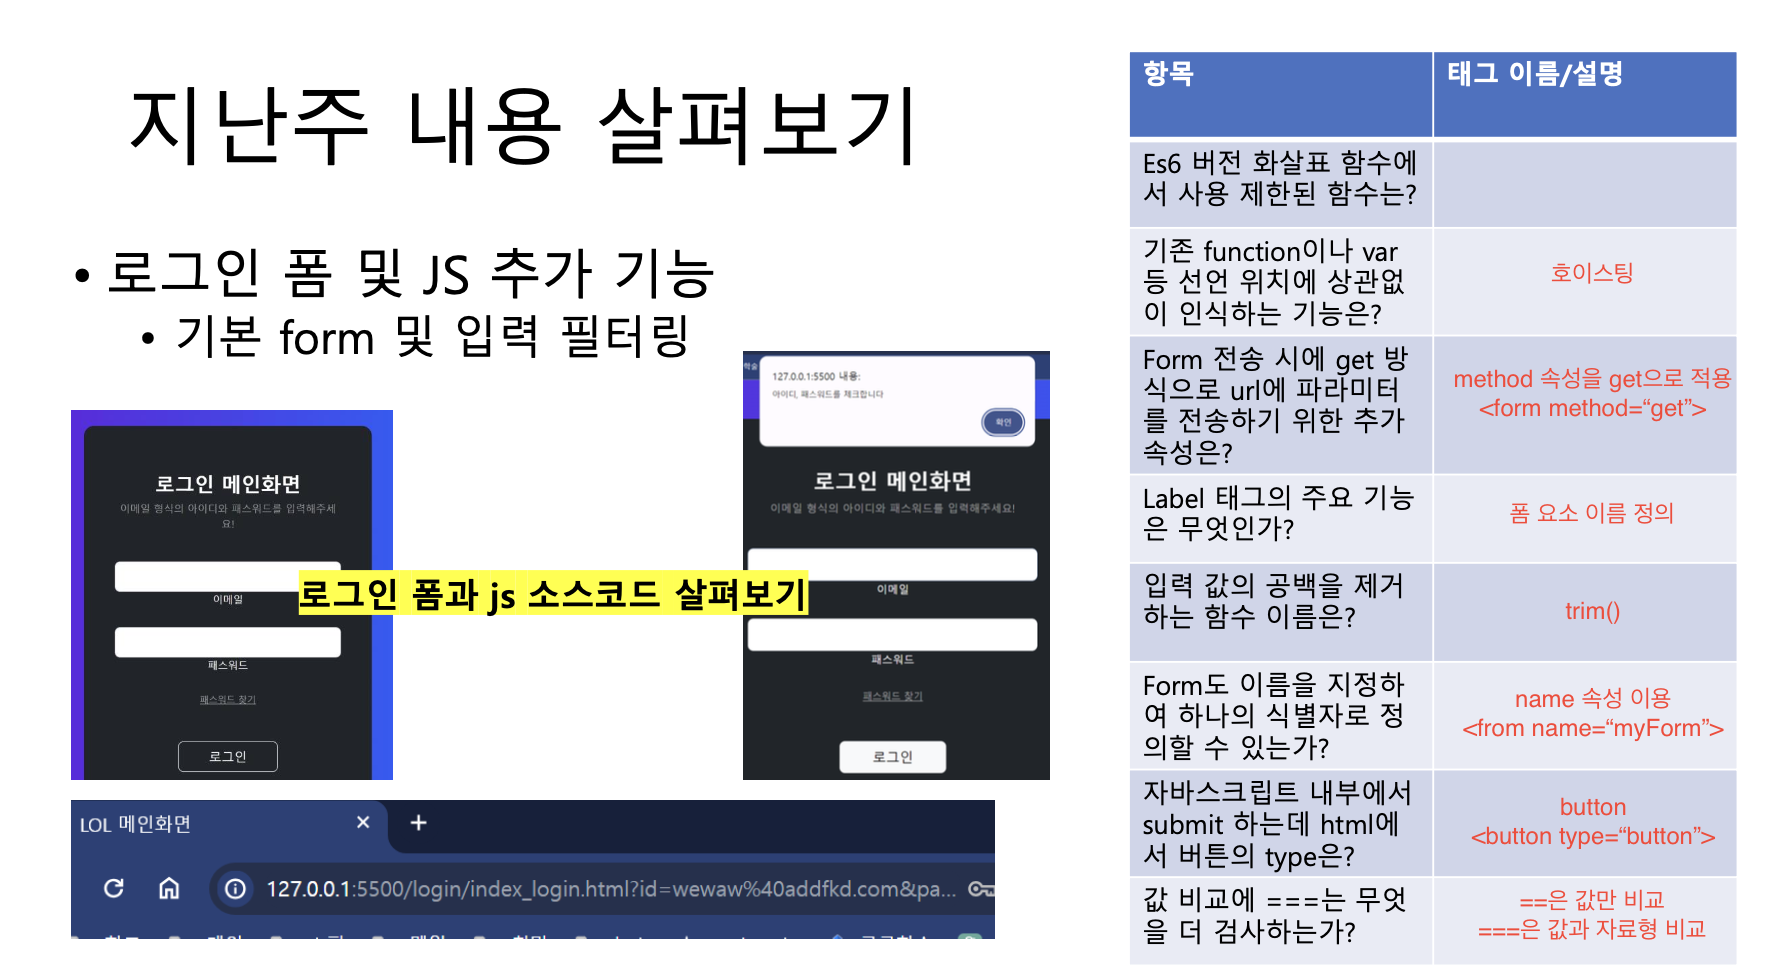 지난주 내용 살펴보기
• 로그인 폼 및 JS 추가 기능
• 기본 form 및 입력 필터링
로그인 메인화면
이메일 형식의 아이디와 패스워드를 입력해주세
요!
이메일
패스워드
패스워드 찾기
로그인
로그인 폼과 js 소스코드 살펴보기
127.0.0.1:5500 내용:
아이디, 패스워드를 체크합니다
확인
로그인 메인화면
이메일 형식의 아이디와 패스워드를 입력해주세요!
이메일
패스워드
패스워드 찾기
로그인
LOL 메인화면
127.0.0.1:5500/login/index_login.html?id=wewaw%40addfkd.com&pa...
항목
태그 이름/설명
Es6 버전 화살표 함수에
서 사용 제한된 함수는?
기존 function이나 var
등 선언 위치에 상관없
이 인식하는 기능은?
호이스팅
Form 전송 시에 get 방
식으로 url에 파라미터
를 전송하기 위한 추가
속성은?
method 속성을 get으로 적용
<form method=“get”>
Label 태그의 주요 기능
은 무엇인가?
폼 요소 이름 정의
입력 값의 공백을 제거
하는 함수 이름은?
trim()
Form도 이름을 지정하
여 하나의 식별자로 정
의할 수 있는가?
name 속성 이용
<from name=“myForm”>
자바스크립트 내부에서
submit 하는데 html에
서 버튼의 type은?
button
<button type=“button”>
값 비교에 ===는 무엇
을 더 검사하는가?
==은 값만 비교
===은 값과 자료형 비교